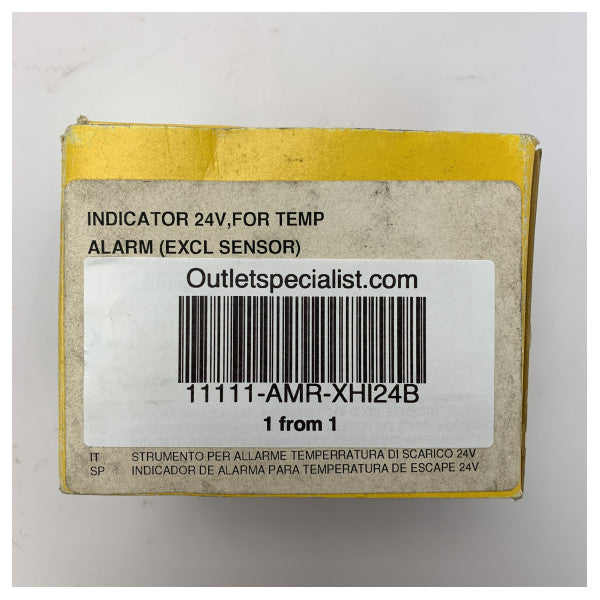 INDICATOR 24V,FOR TEMP
ALARM (EXCL SENSOR)
Outletspecialist.com
11111-AMR-XHI24B
1 from 1
IT STRUMENTO PER ALLARME TEMPERRATURA DI SCARICO 24V
SP INDICADOR DE ALARMA PARA TEMPERATURA DE ESCAPE 24V